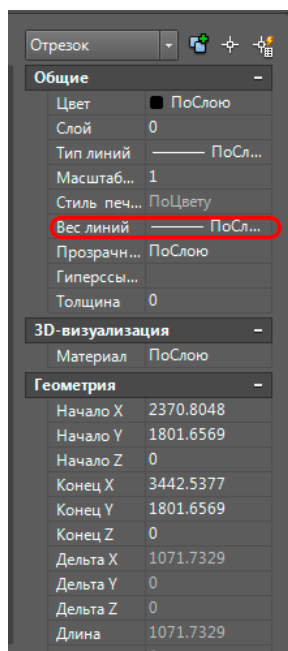 Отрезок
Общие
Цвет ПоСлою
Слой 0
Тип линий ПоСл...
Масштаб... 1
Стиль печ... ПоЦвету
Вес линий ПоСл...
Прозрачн... ПоСлою
Гиперссы...
Толщина 0
3D-визуализация
Материал ПоСлою
Геометрия
Начало X 2370.8048
Начало Y 1801.6569
Начало Z 0
Конец X 3442.5377
Конец Y 1801.6569
Конец Z 0
Дельта X 1071.7329
Дельта Y 0
Дельта Z 0
Длина 1071.7329